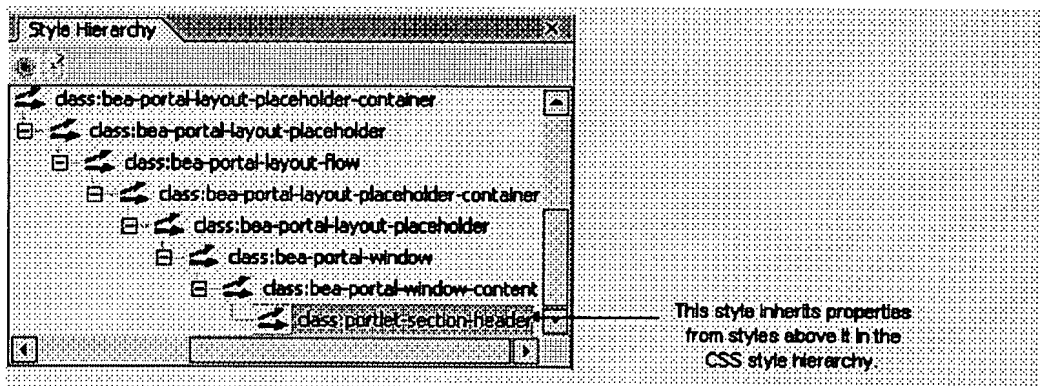 Style Hierarchy
class:bea-portal-layout-placeholder-container
class:bea-portal-layout-placeholder
class:bea-portal-layout-flow
class:bea-portal-layout-placeholder-container
class:bea-portal-layout-placeholder
class:bea-portal-window
class:bea-portal-window-content
class:portlet-section-header
This style inherits properties
from styles above it in the
CSS style hierarchy.